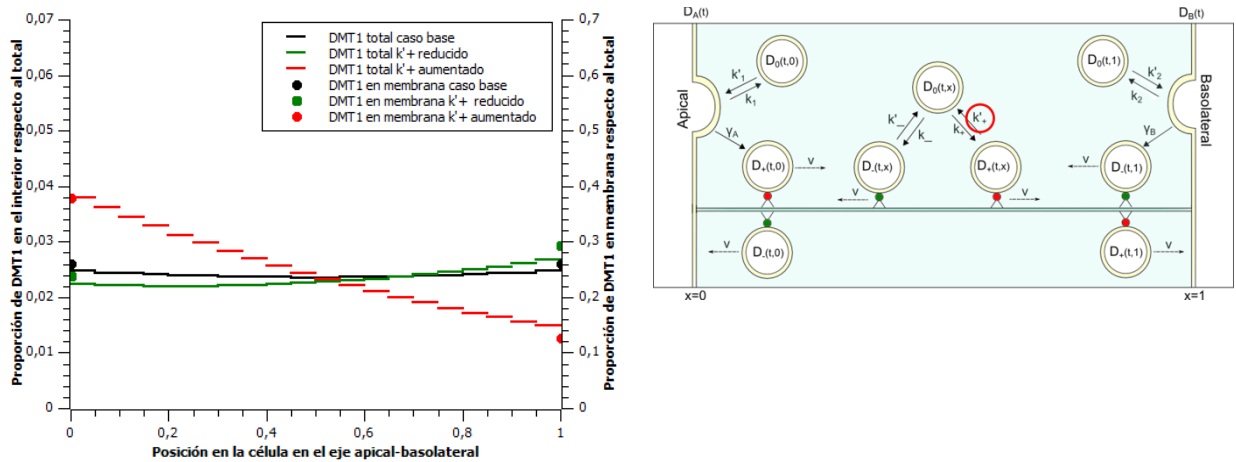 0,07
0,06
0,05
0,04
0,03
0,02
0,01
0
Proporción de DMT1 en el interior respecto al total
DMT1 total caso base
DMT1 total k'+ reducido
DMT1 total k'+ aumentado
DMT1 en membrana caso base
DMT1 en membrana k'+ reducido
DMT1 en membrana k'+ aumentado
0,7
0,6
0,5
0,4
0,3
0,2
0,1
0
Proporción de DMT1 en membrana respecto al total
0 0,2 0,4 0,6 0,8 1
Posición en la célula en el eje apical-basolateral
D_A(t) D_B(t)
D₀(t,0) D₀(t,1)
k'₁ k₁ k'₂ k₂
D₀(t,x)
Apical Basolateral
k'₋ k₋ k₊ k'₊
γ_A γ_B
D₊(t,0) v D₋(t,x) v D₊(t,x) v D₋(t,1) v
D₋(t,0) v D₊(t,1) v
x=0 x=1